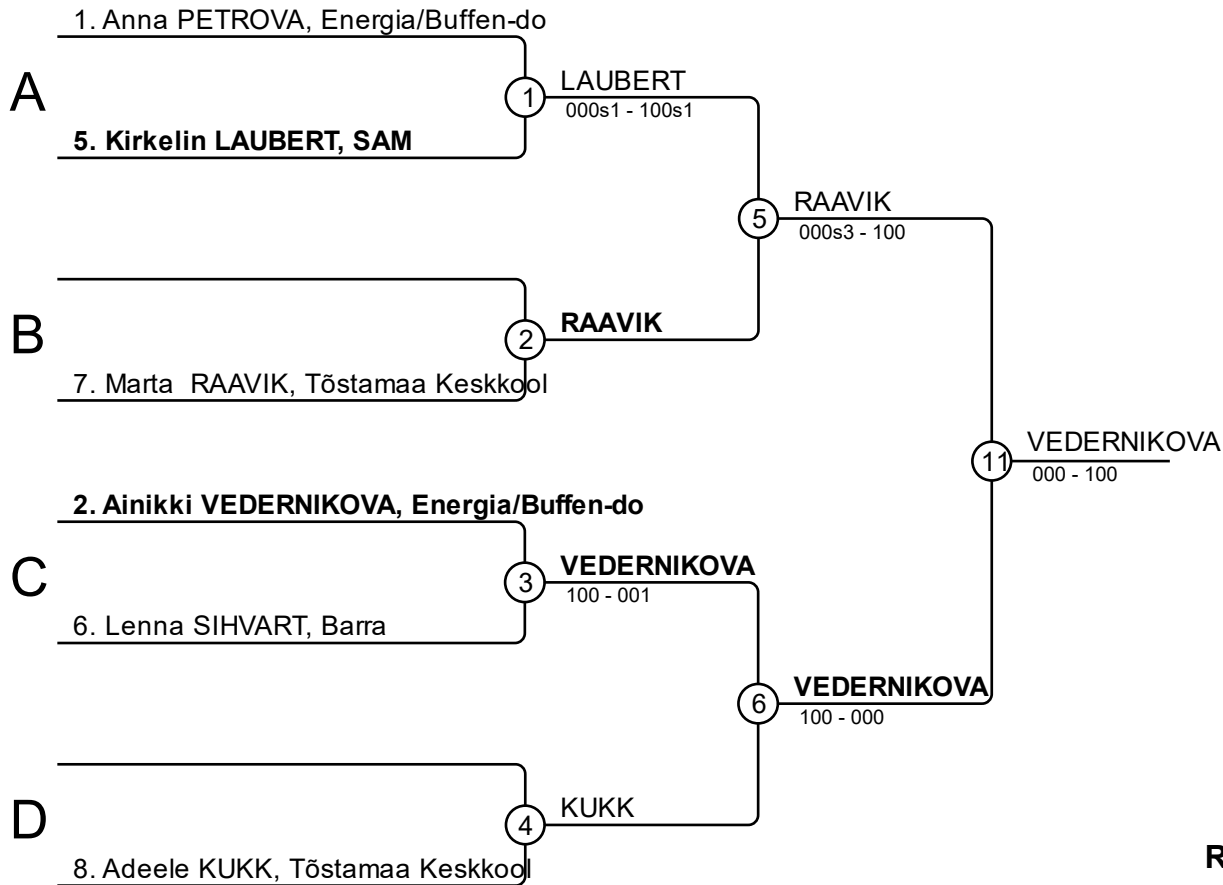 1. Anna PETROVA, Energia/Buffen-do
A
1
LAUBERT
000s1 - 100s1
5. Kirkelin LAUBERT, SAM
5
RAAVIK
000s3 - 100
B
2
RAAVIK
7. Marta  RAAVIK, Tõstamaa Keskkool
11
VEDERNIKOVA
000 - 100
2. Ainikki VEDERNIKOVA, Energia/Buffen-do
C
3
VEDERNIKOVA
100 - 001
6. Lenna SIHVART, Barra
6
VEDERNIKOVA
100 - 000
D
4
KUKK
8. Adeele KUKK, Tõstamaa Keskkool
R